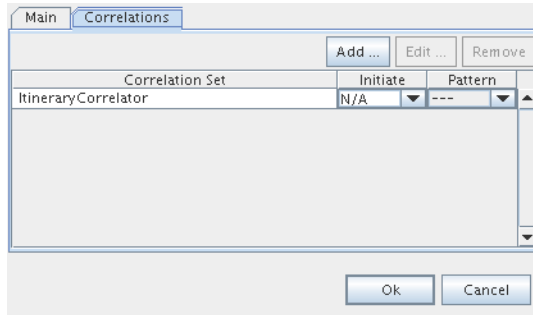 Main Correlations
Add ... Edit ... Remove
Correlation Set Initiate Pattern
ItineraryCorrelator N/A ---
Ok Cancel